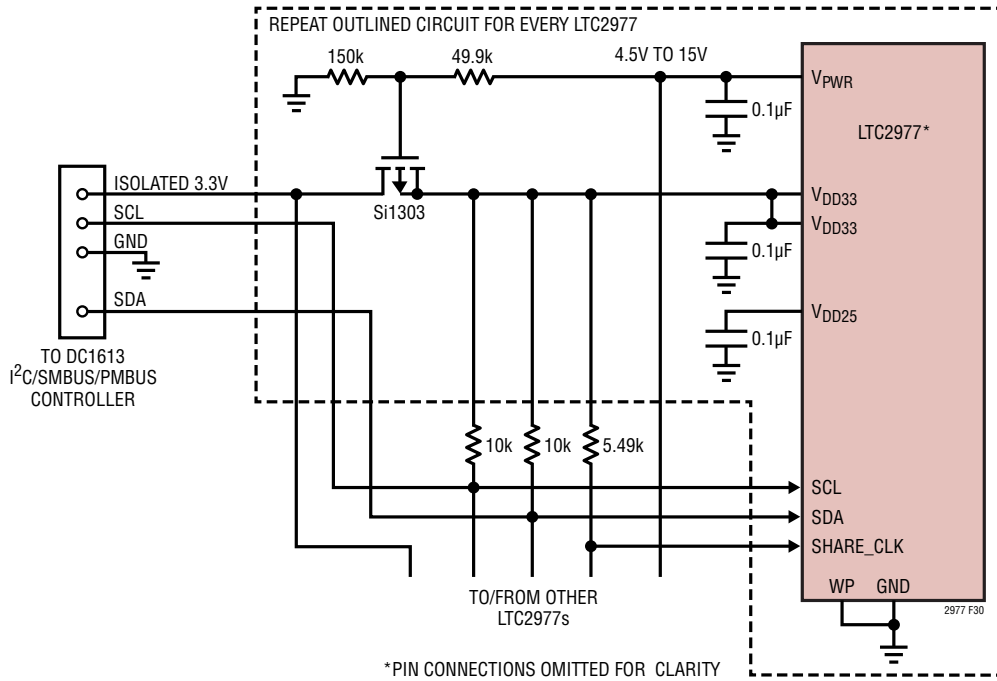 REPEAT OUTLINED CIRCUIT FOR EVERY LTC2977
150k
49.9k
4.5V TO 15V
VPWR
0.1µF
LTC2977*
ISOLATED 3.3V
Si1303
VDD33
SCL
VDD33
GND
0.1µF
SDA
VDD25
0.1µF
TO DC1613
I2C/SMBUS/PMBUS
CONTROLLER
10k
10k
5.49k
SCL
SDA
SHARE_CLK
WP
GND
TO/FROM OTHER
LTC2977s
2977 F30
*PIN CONNECTIONS OMITTED FOR CLARITY